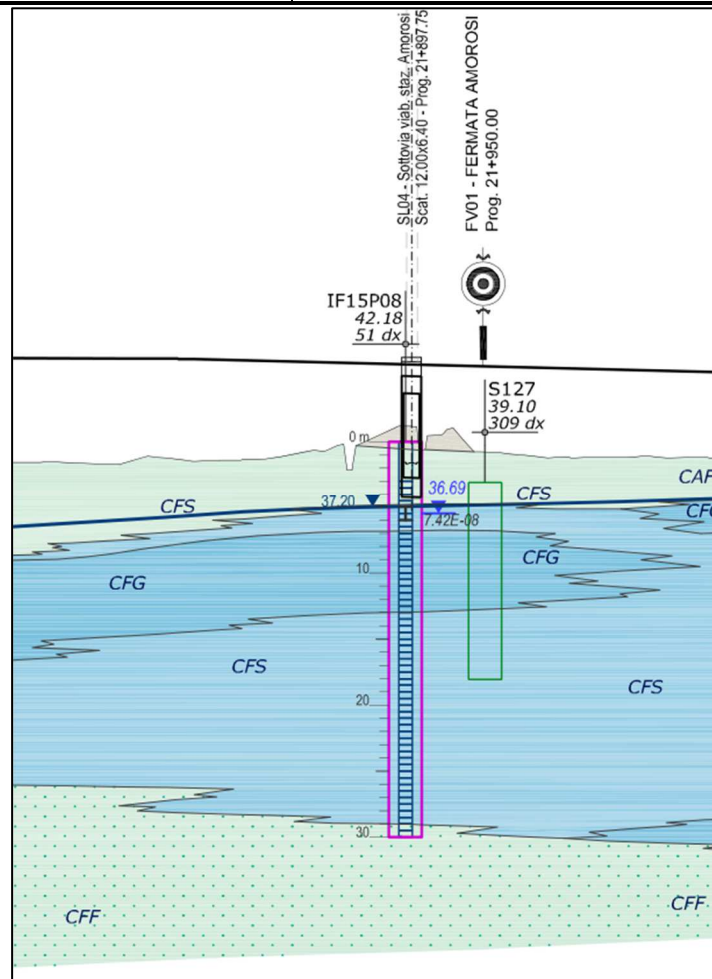 SL04 - Sottovia viab. staz. Amorosi
Scat. 12.00x6.40 - Prog. 21+897.75
FV01 - FERMATA AMOROSI
Prog. 21+950.00
IF15P08
42.18
51 dx
S127
39.10
309 dx
0 m
CAF
CFS
37.20
36.69
CFS
CFG
7.42E-08
10
CFG
CFG
CFS
CFS
20
30
CFF
CFF